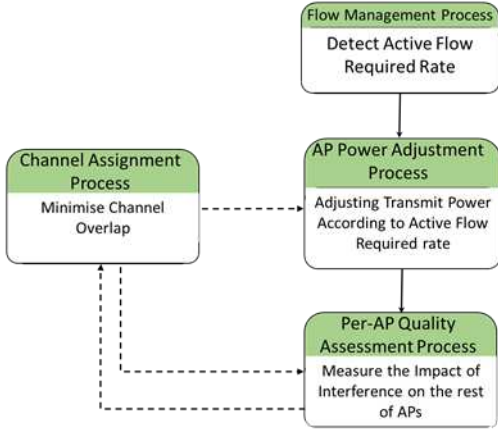 Flow Management Process
Detect Active Flow
Required Rate
Channel Assignment
Process
Minimise Channel
Overlap
AP Power Adjustment
Process
Adjusting Transmit Power
According to Active Flow
Required rate
Per-AP Quality
Assessment Process
Measure the Impact of
Interference on the rest
of APs